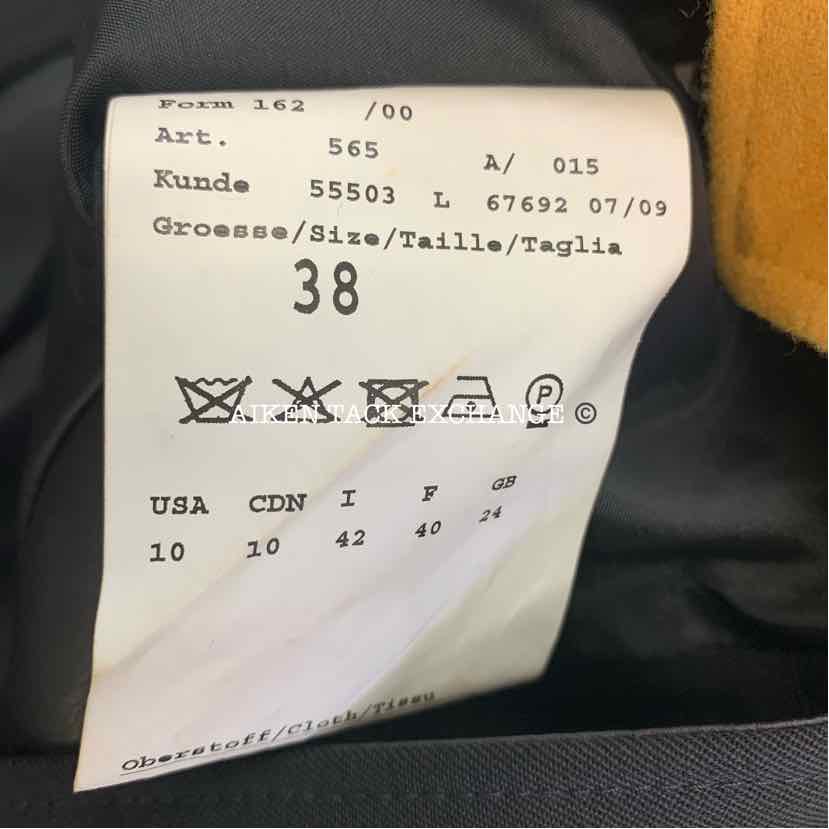 Form 162 /00
Art. 565 A/ 015
Kunde 55503 L 67692 07/09
Groesse/Size/Taille/Taglia
38
P
AIKEN TACK EXCHANGE ©
USA CDN I F GB
10 10 42 40 24
Oberstoff/Cloth/Tissu